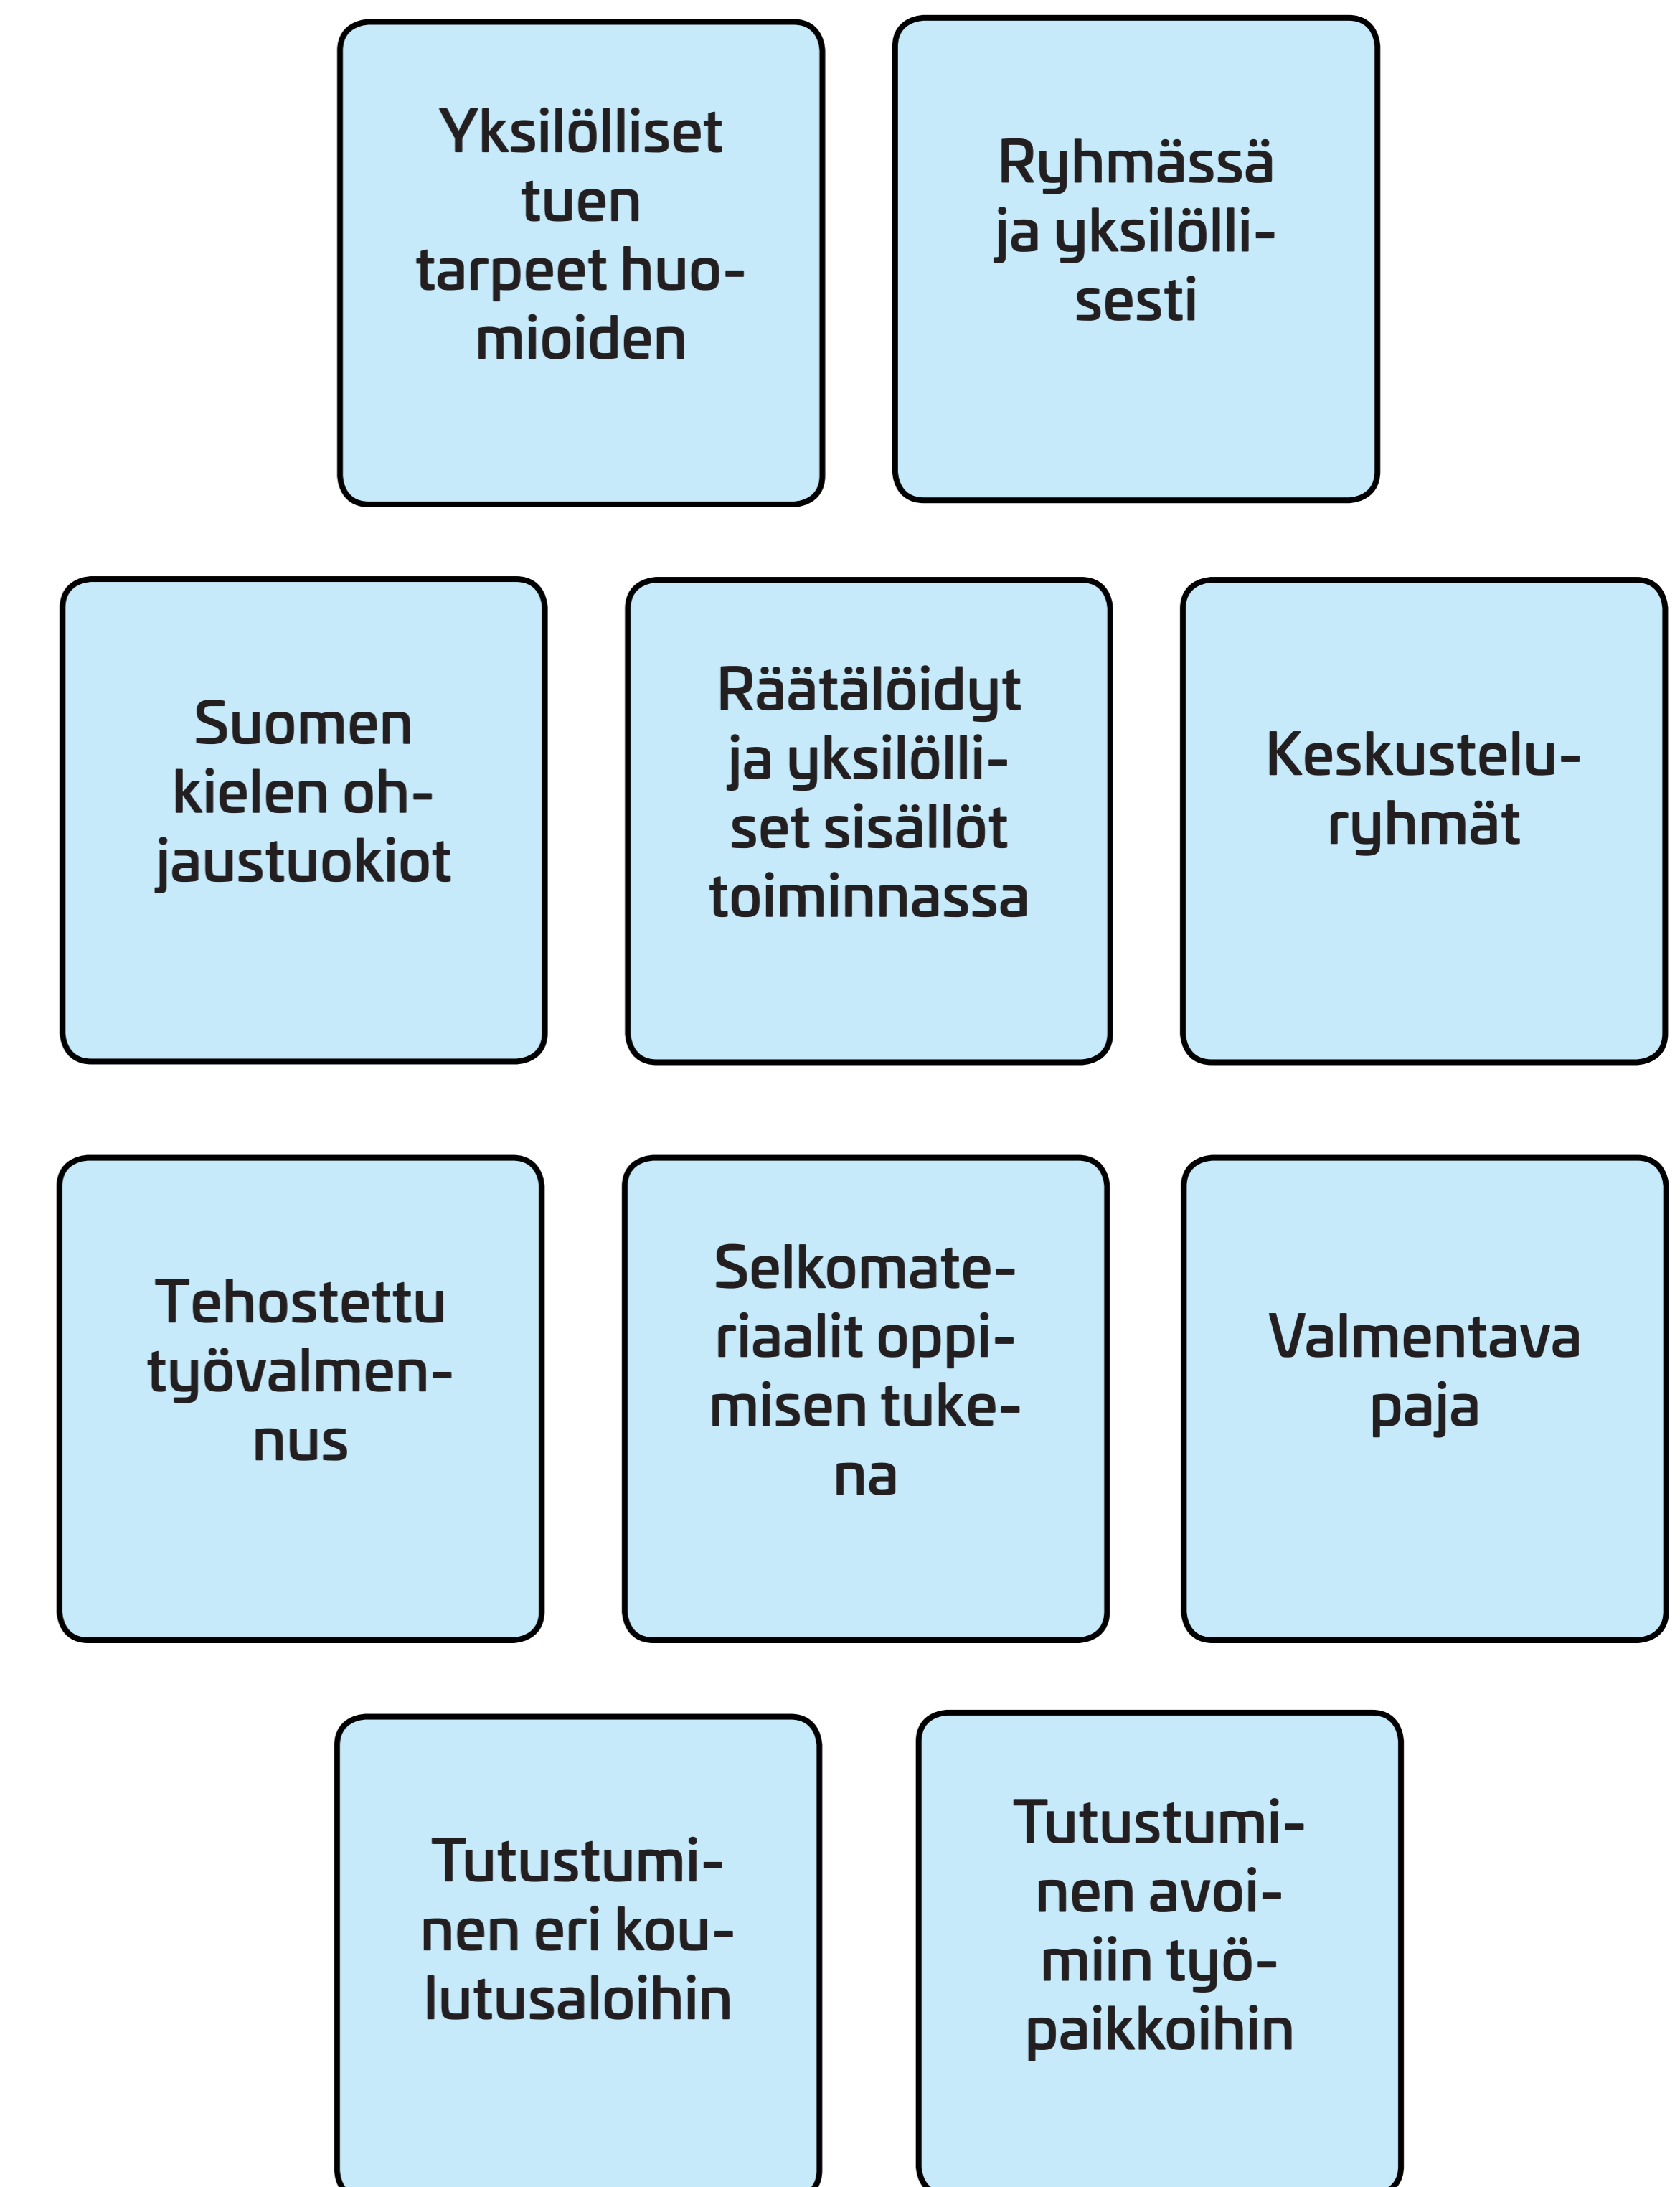 Yksilölliset
tuen
tarpeet huo-
mioiden
Ryhmässä
ja yksilölli-
sesti
Suomen
kielen oh-
jaustuokiot
Räätälöidyt
ja yksilölli-
set sisällöt
toiminnassa
Keskustelu-
ryhmät
Tehostettu
työvalmen-
nus
Selkomate-
riaalit oppi-
misen tuke-
na
Valmentava
paja
Tutustumi-
nen eri kou-
lutusaloihin
Tutustumi-
nen avoi-
miin työ-
paikkoihin